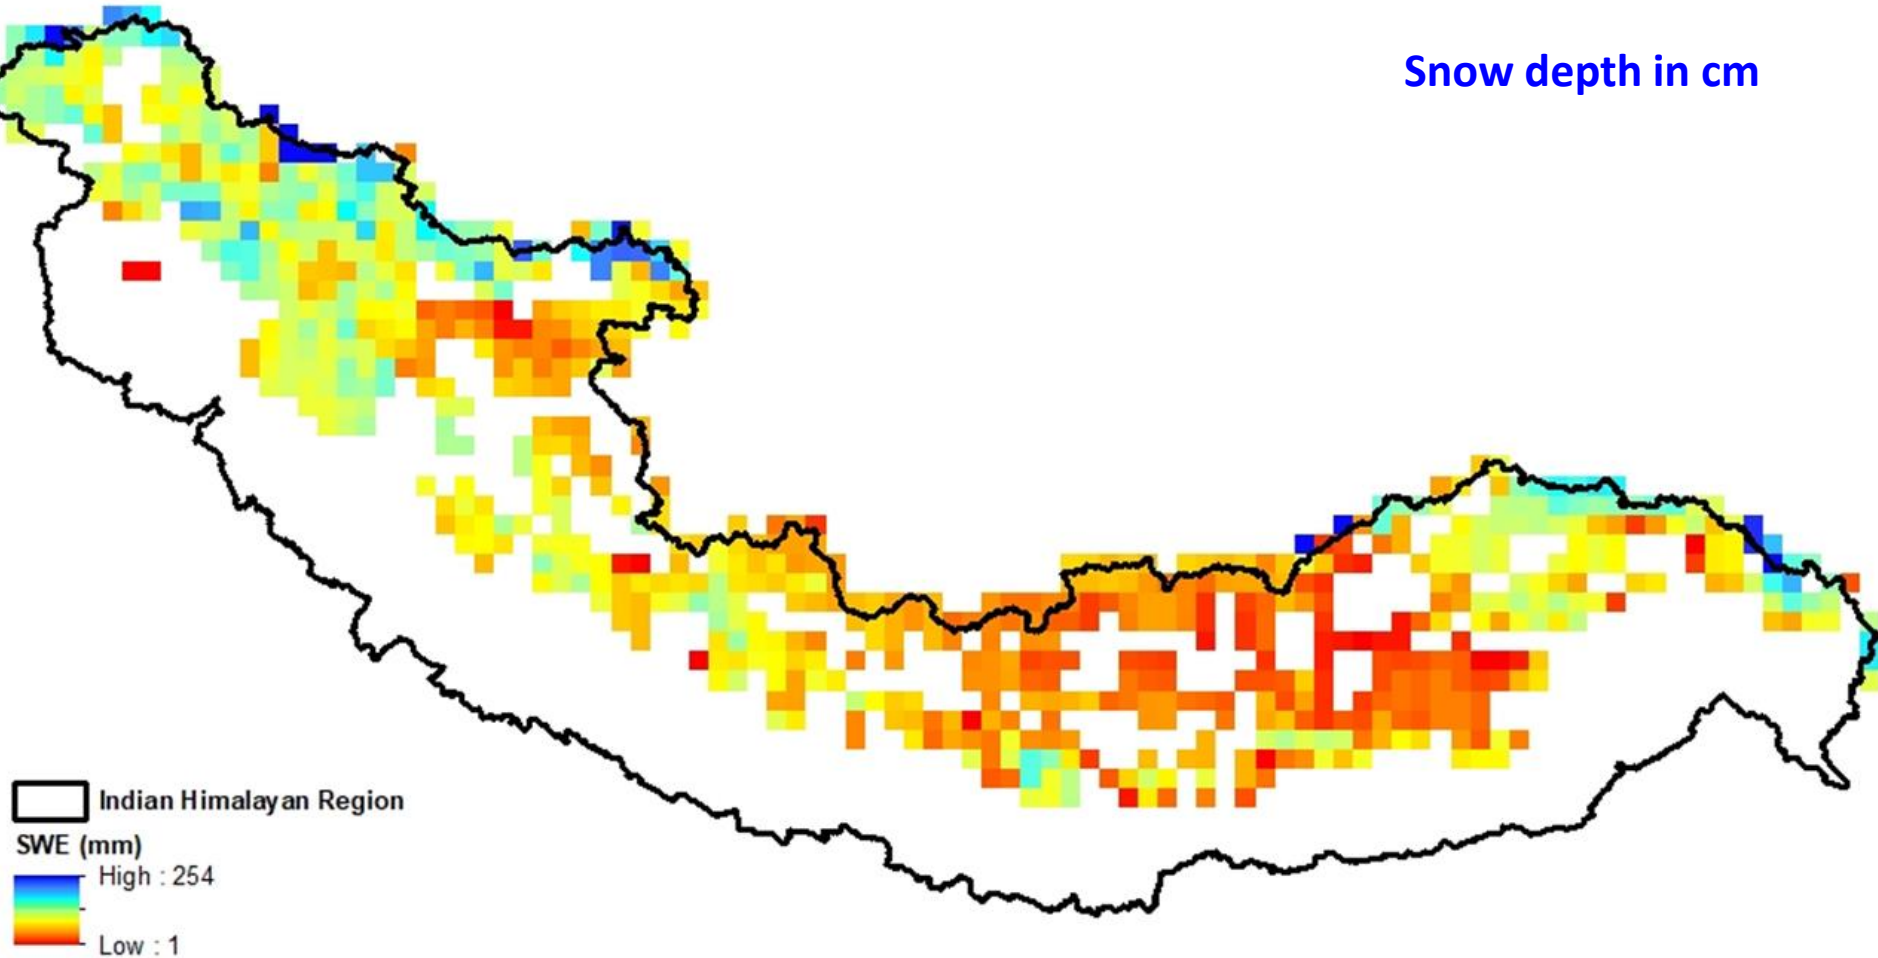 Snow depth in cm
Indian Himalayan Region
SWE (mm)
High : 254
Low : 1